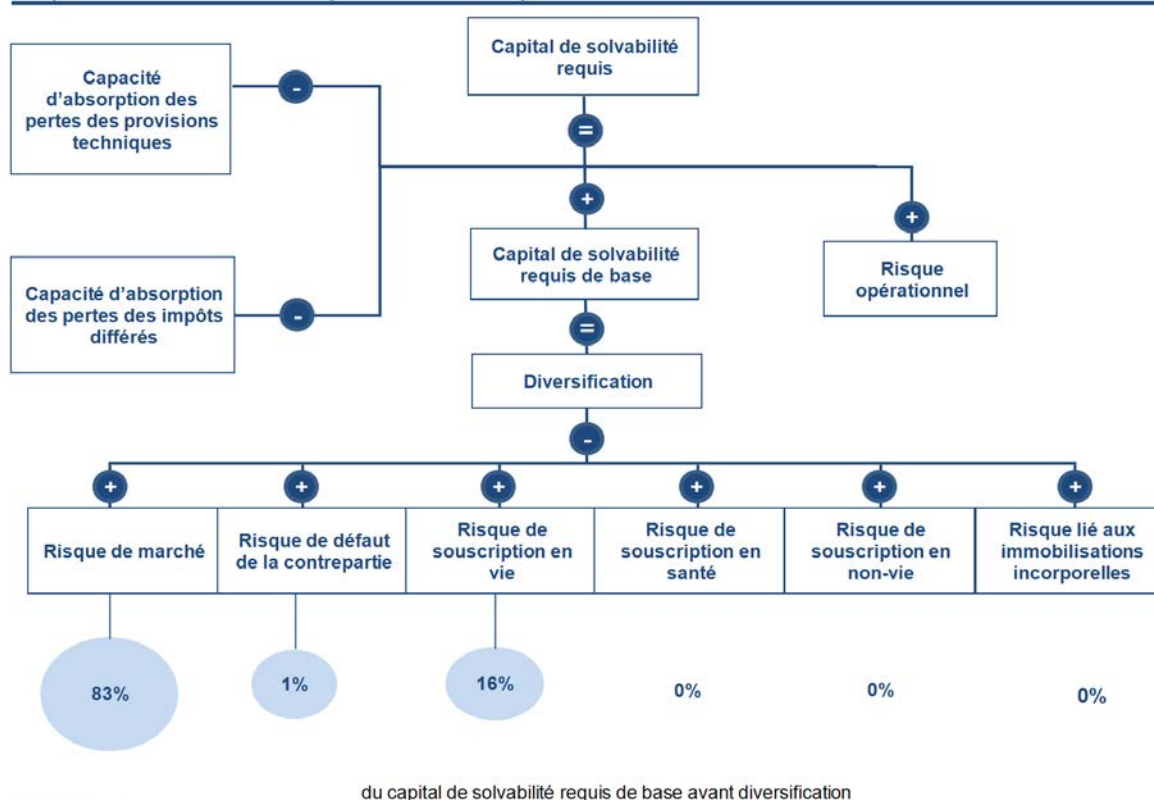 Capital de solvabilité
requis
Capacité
d'absorption des
pertes des provisions
techniques
-
=
+
+
Capital de solvabilité
requis de base
Risque
opérationnel
Capacité d'absorption
des pertes des impôts
différés
-
=
Diversification
-
+
+
+
+
+
+
Risque de marché
Risque de défaut
de la contrepartie
Risque de
souscription en
vie
Risque de
souscription en
santé
Risque de
souscription en
non-vie
Risque lié aux
immobilisations
incorporelles
83%
1%
16%
0%
0%
0%
du capital de solvabilité requis de base avant diversification